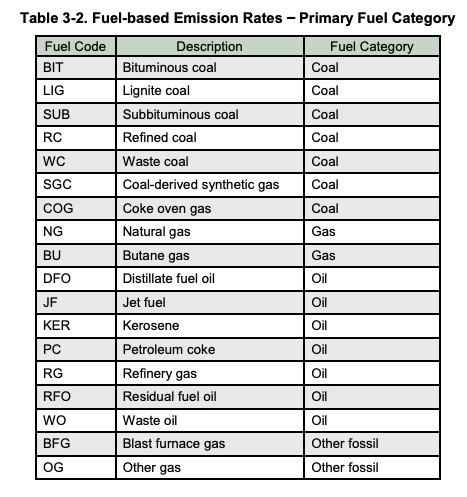 Table 3-2. Fuel-based Emission Rates – Primary Fuel Category
Fuel Code Description Fuel Category
BIT Bituminous coal Coal
LIG Lignite coal Coal
SUB Subbituminous coal Coal
RC Refined coal Coal
WC Waste coal Coal
SGC Coal-derived synthetic gas Coal
COG Coke oven gas Coal
NG Natural gas Gas
BU Butane gas Gas
DFO Distillate fuel oil Oil
JF Jet fuel Oil
KER Kerosene Oil
PC Petroleum coke Oil
RG Refinery gas Oil
RFO Residual fuel oil Oil
WO Waste oil Oil
BFG Blast furnace gas Other fossil
OG Other gas Other fossil